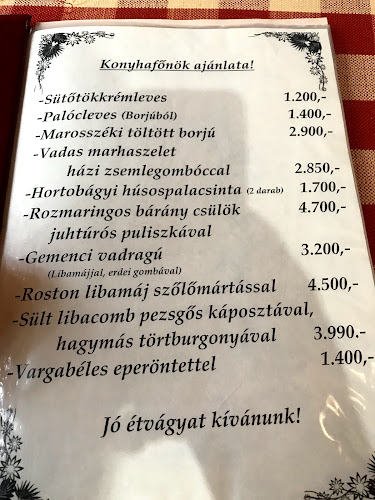 Konyhafőnök ajánlata!
-Sütőtökkrémleves 1.200,-
-Palócleves (Borjúból) 1.400,-
-Marosszéki töltött borjú 2.900,-
-Vadas marhaszelet
házi zsemlegombóccal 2.850,-
-Hortobágyi húsospalacsinta (2 darab) 1.700,-
-Rozmaringos bárány csülök 4.700,-
juhtúrós puliszkával
-Gemenci vadragú 3.200,-
(Libamájjal, erdei gombával)
-Roston libamáj szőlőmártással 4.500,-
-Sült libacomb pezsgős káposztával,
hagymás törtburgonyával 3.990.-
-Vargabéles eperöntettel 1.400,-
Jó étvágyat kívánunk!